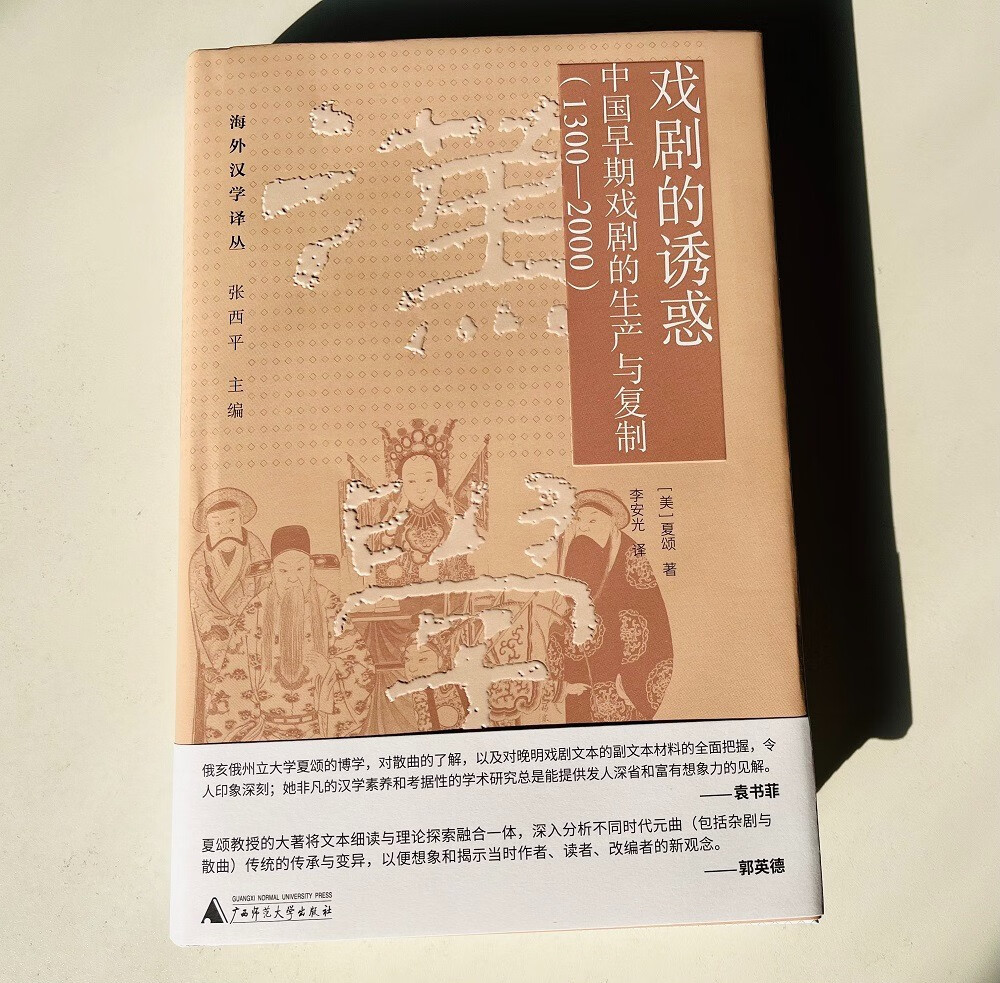 戏剧的诱惑
中国早期戏剧的生产与复制
(1300—2000)
海外汉学译丛
张西平 主编
漢學
[美]夏颂 著
李安光 译
俄亥俄州立大学夏颂的博学，对散曲的了解，以及对晚明戏剧文本的副文本材料的全面把握，令
人印象深刻；她非凡的汉学素养和考据性的学术研究总是能提供发人深省和富有想象力的见解。
——袁书菲
夏颂教授的大著将文本细读与理论探索融合一体，深入分析不同时代元曲（包括杂剧与
散曲）传统的传承与变异，以便想象和揭示当时作者、读者、改编者的新观念。
——郭英德
GUANGXI NORMAL UNIVERSITY PRESS
广西师范大学出版社